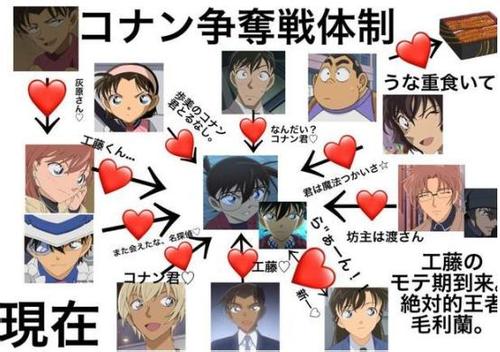 コナン争奪戦体制
うな重食いて
灰原さん♡
歩美のコナン
君とるなし。
なんだい？
コナン君♡
工藤くん…
君は魔法つかいさ☆
また会えたな、名探偵♡
坊主は渡さん
コナン君♡
工藤♡
らぁーん！
新一♡
工藤の
モテ期到来。
絶対的王者
毛利蘭。
現在